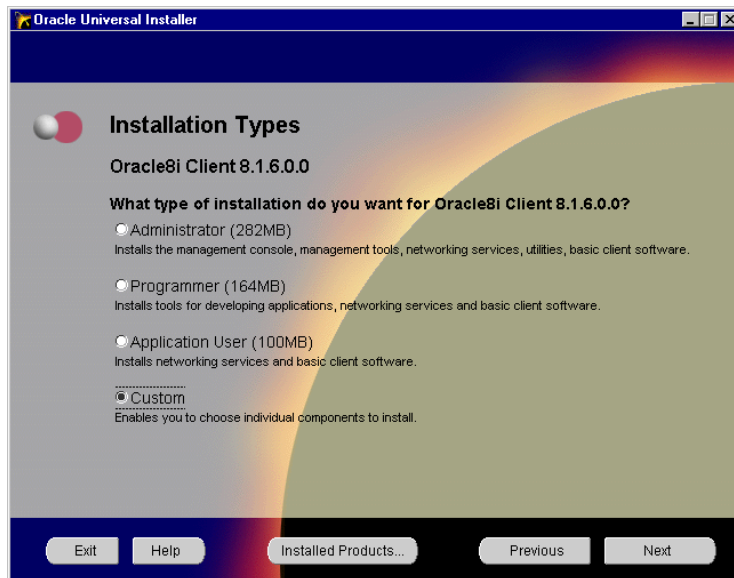 Oracle Universal Installer
Installation Types
Oracle8i Client 8.1.6.0.0
What type of installation do you want for Oracle8i Client 8.1.6.0.0?
Administrator (282MB)
Installs the management console, management tools, networking services, utilities, basic client software.
Programmer (164MB)
Installs tools for developing applications, networking services and basic client software.
Application User (100MB)
Installs networking services and basic client software.
Custom
Enables you to choose individual components to install.
Exit Help Installed Products... Previous Next